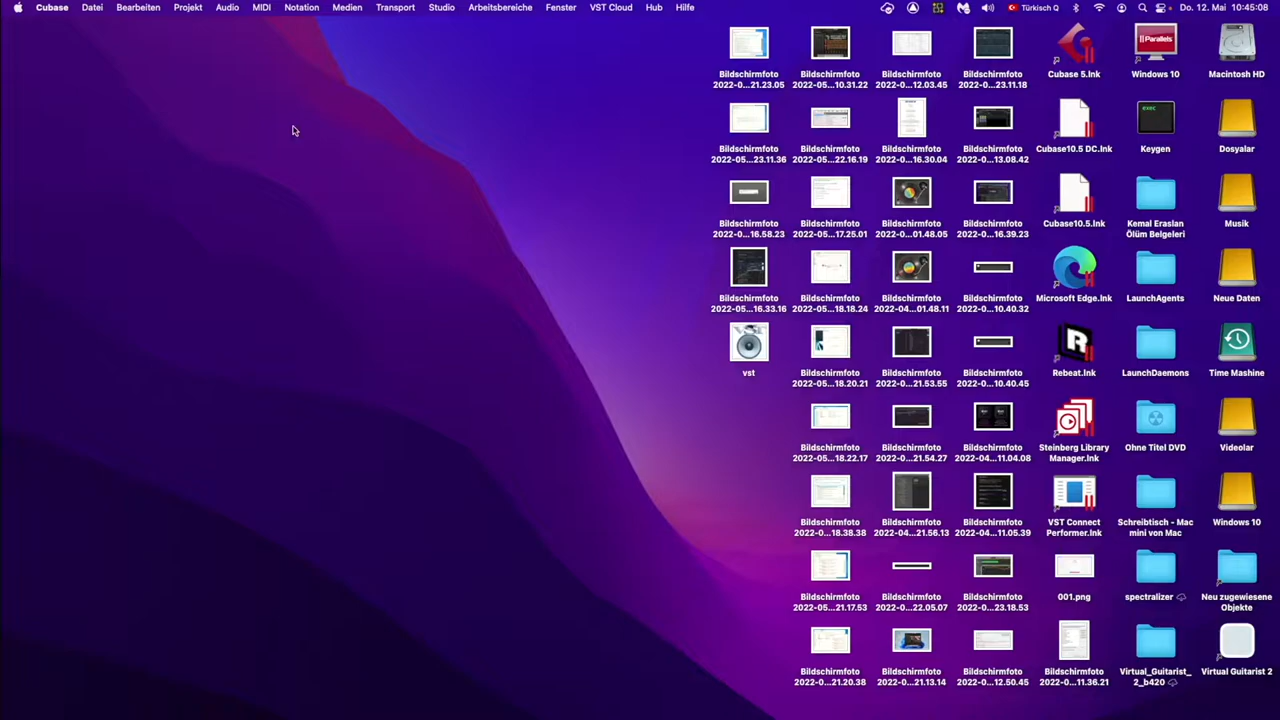 Cubase Datei Bearbeiten Projekt Audio MIDI Notation Medien Transport Studio Arbeitsbereiche Fenster VST Cloud Hub Hilfe Türkisch Q Do. 12. Mai 10:45:08
Bildschirmfoto Bildschirmfoto Bildschirmfoto Bildschirmfoto Cubase 5.lnk Windows 10 Macintosh HD
2022-05...21.23.05 2022-05...10.31.22 2022-0...12.03.45 2022-0...23.11.18
exec
Bildschirmfoto Bildschirmfoto Bildschirmfoto Bildschirmfoto Cubase10.5 DC.lnk Keygen Dosyalar
2022-05...23.11.36 2022-05...22.16.19 2022-0...16.30.04 2022-0...13.08.42
Bildschirmfoto Bildschirmfoto Bildschirmfoto Bildschirmfoto Cubase10.5.lnk Kemal Eraslan Musik
2022-0...16.58.23 2022-05...17.25.01 2022-0...01.48.05 2022-0...16.39.23 Ölüm Belgeleri
Bildschirmfoto Bildschirmfoto Bildschirmfoto Bildschirmfoto Microsoft Edge.lnk LaunchAgents Neue Daten
2022-05...16.33.16 2022-05...18.18.24 2022-04...01.48.11 2022-0...10.40.32
vst Bildschirmfoto Bildschirmfoto Bildschirmfoto Rebeat.lnk LaunchDaemons Time Mashine
2022-05...18.20.21 2022-04...21.53.55 2022-0...10.40.45
Bildschirmfoto Bildschirmfoto Bildschirmfoto Steinberg Library Ohne Titel DVD Videolar
2022-05...18.22.17 2022-0...21.54.27 2022-04...11.04.08 Manager.lnk
Bildschirmfoto Bildschirmfoto Bildschirmfoto VST Connect Schreibtisch - Mac Windows 10
2022-0...18.38.38 2022-04...21.56.13 2022-04...11.05.39 Performer.lnk mini von Mac
Bildschirmfoto Bildschirmfoto Bildschirmfoto 001.png spectralizer Neu zugewiesene
2022-0...21.17.53 2022-0...22.05.07 2022-04...23.18.53 Objekte
Bildschirmfoto Bildschirmfoto Bildschirmfoto Bildschirmfoto Virtual_Guitarist_ Virtual Guitarist 2
2022-0...21.20.38 2022-0...21.13.14 2022-0...12.50.45 2022-0...11.36.21 2_b420